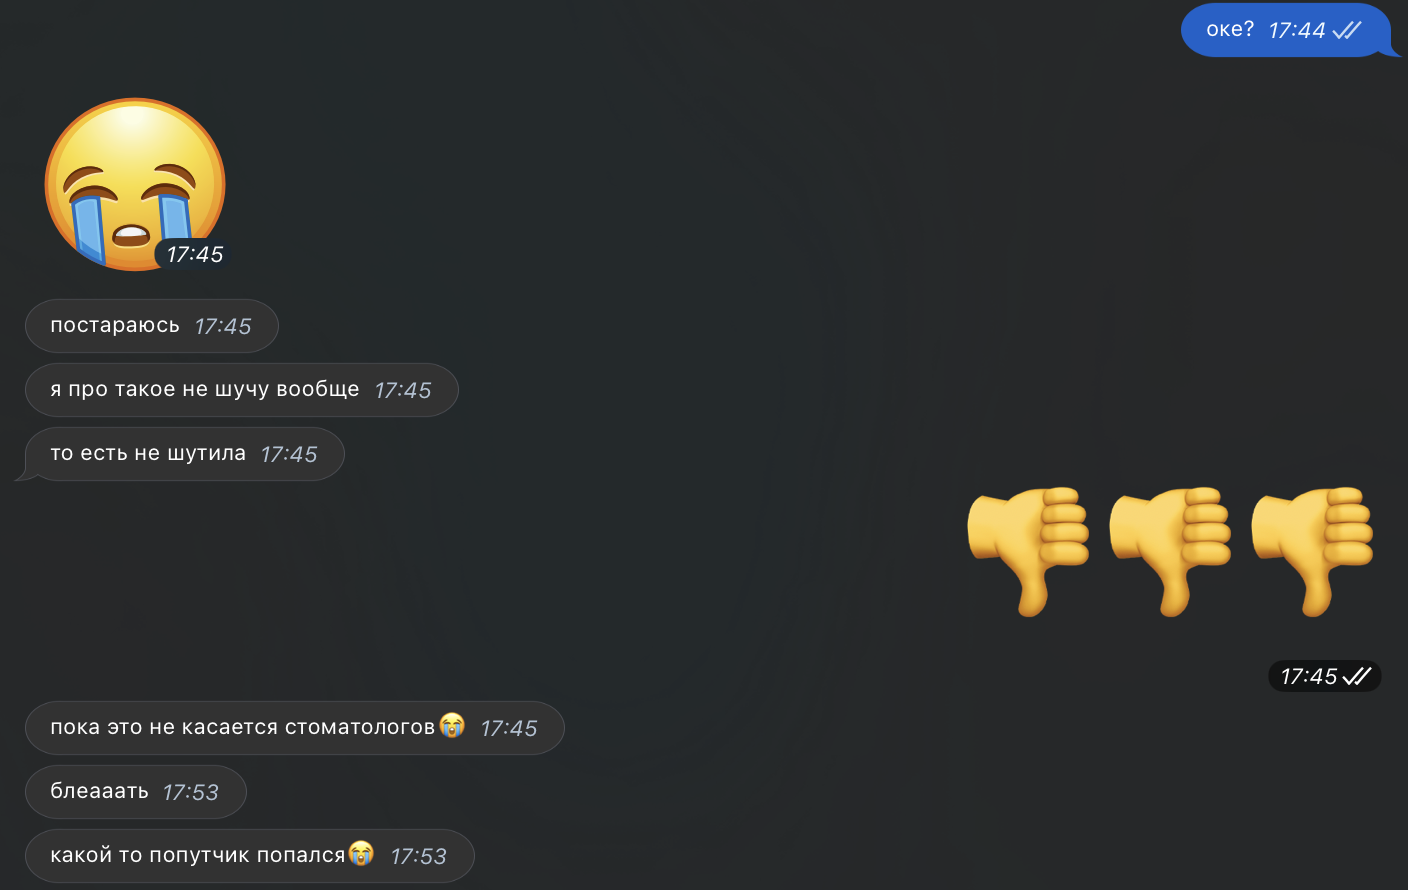 оке? 17:44
17:45
постараюсь 17:45
я про такое не шучу вообще 17:45
то есть не шутила 17:45
17:45
пока это не касается стоматологов😭 17:45
блеааать 17:53
какой то попутчик попался😭 17:53